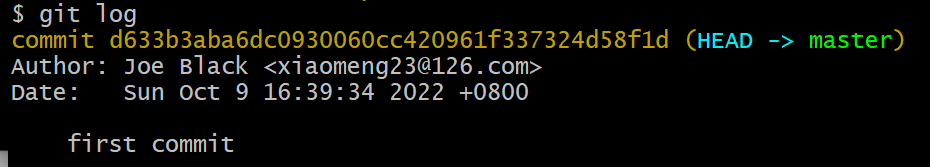 $ git log
commit d633b3aba6dc0930060cc420961f337324d58f1d (HEAD -> master)
Author: Joe Black <xiaomeng23@126.com>
Date:   Sun Oct 9 16:39:34 2022 +0800
first commit